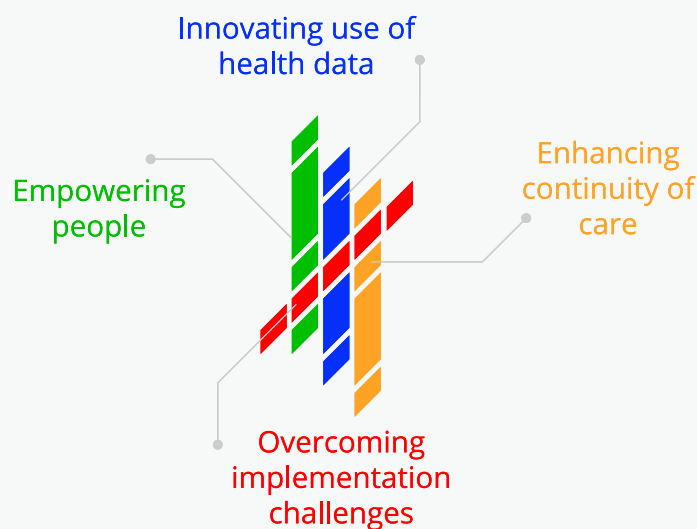 Innovating use of
health data
Enhancing
continuity of
care
Empowering
people
Overcoming
implementation
challenges